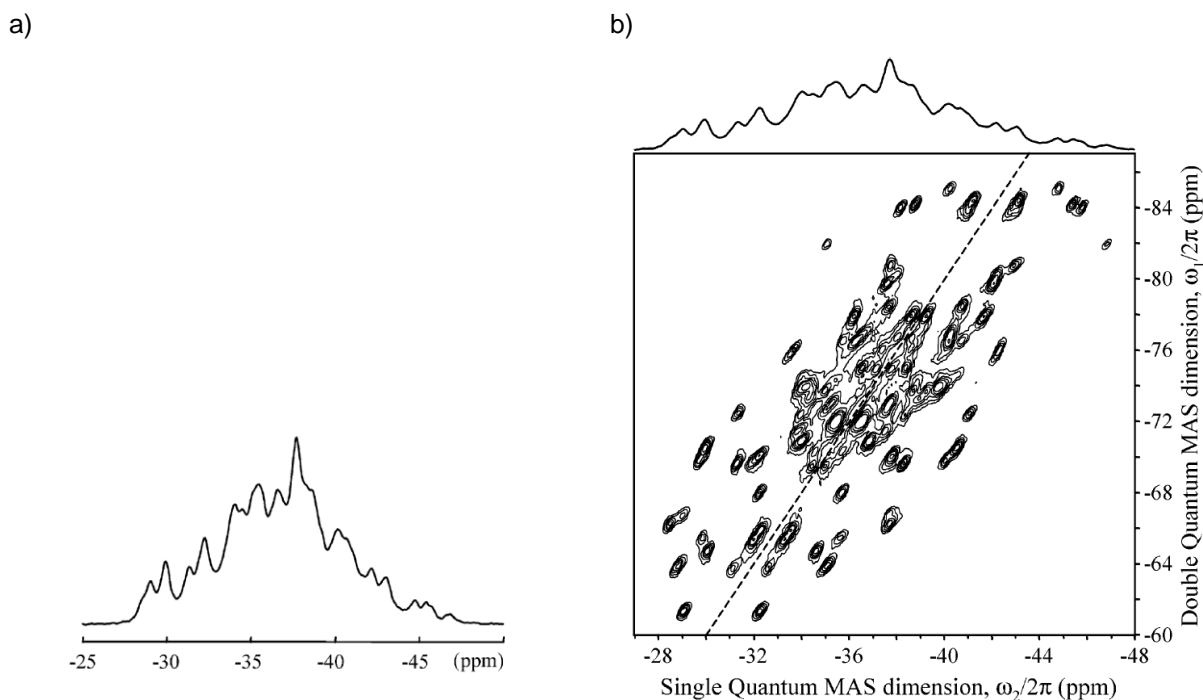 a)
b)
-25 -30 -35 -40 -45 (ppm)
-84
-80
-76
-72
-68
-64
-60
-28 -32 -36 -40 -44 -48
Double Quantum MAS dimension, ω₁/2π (ppm)
Single Quantum MAS dimension, ω₂/2π (ppm)